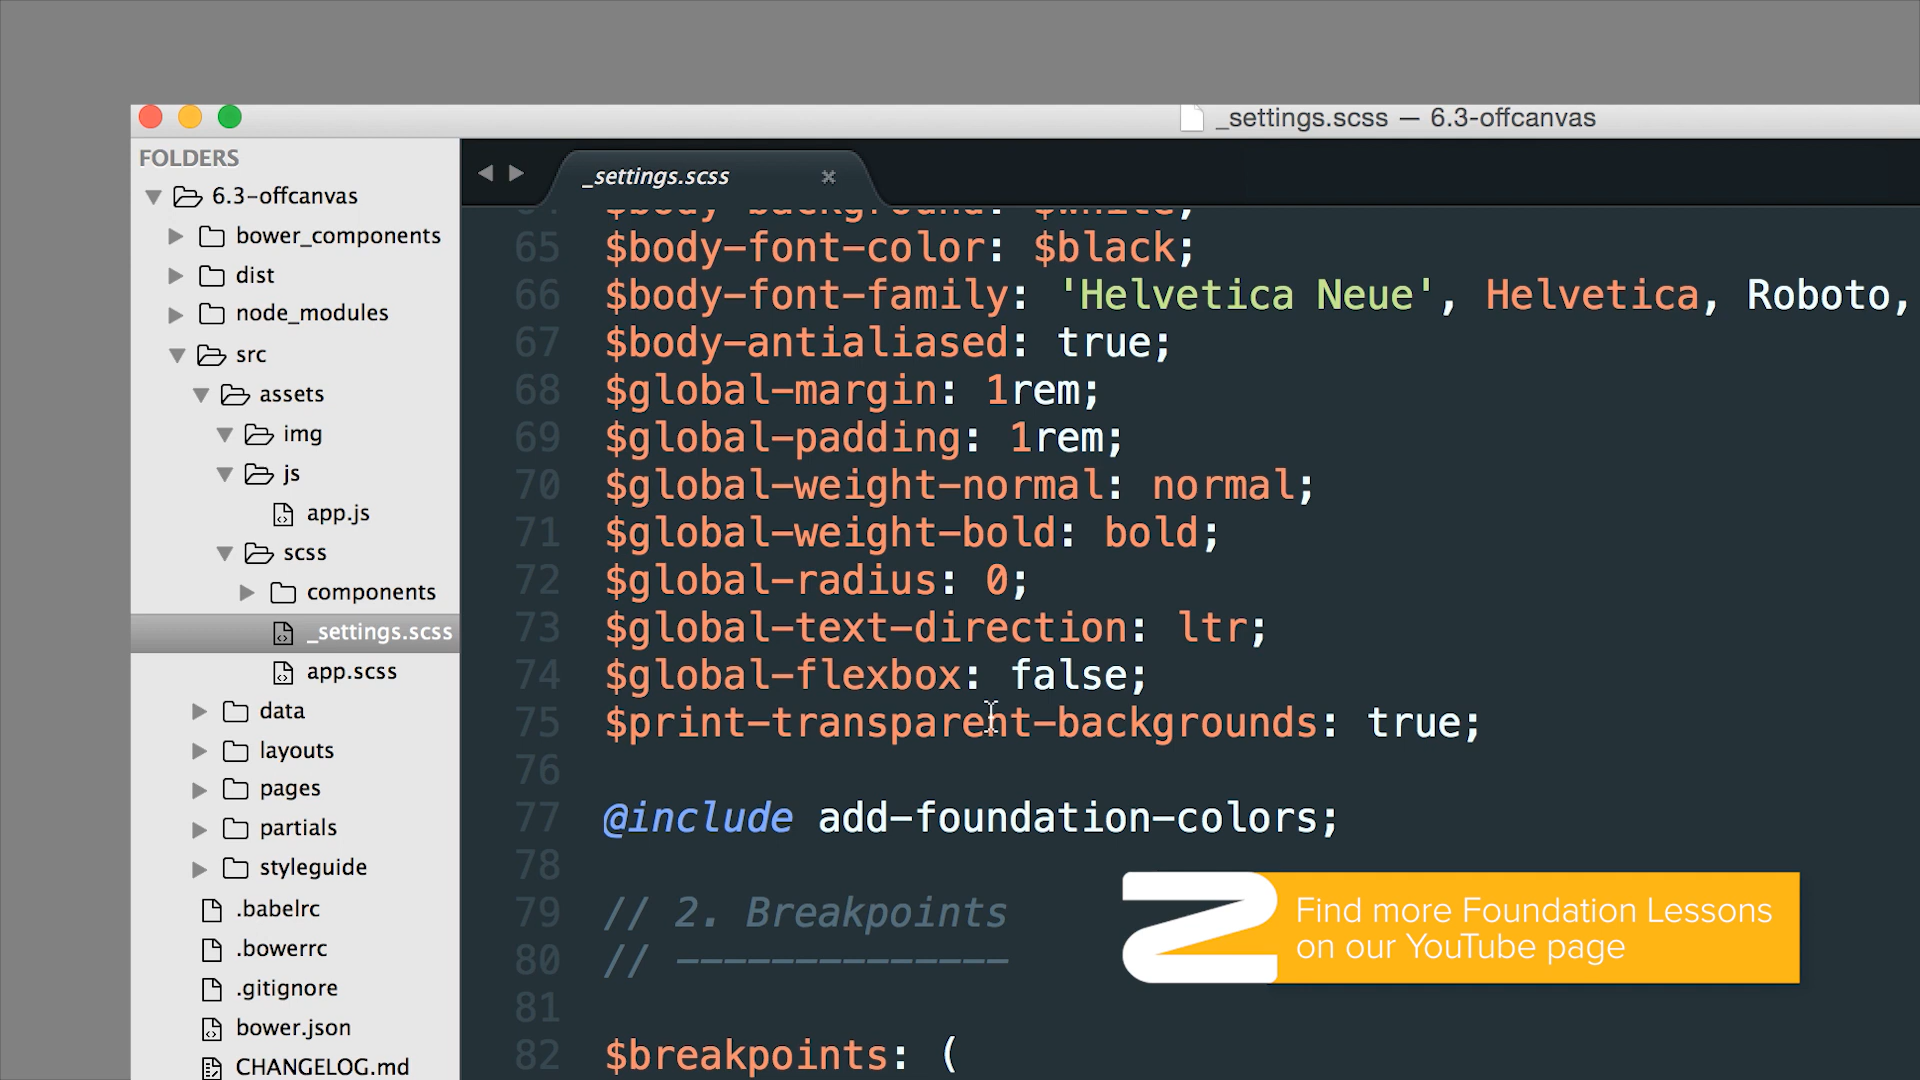 _settings.scss — 6.3-offcanvas
FOLDERS
6.3-offcanvas
bower_components
dist
node_modules
src
assets
img
js
app.js
scss
components
_settings.scss
app.scss
data
layouts
pages
partials
styleguide
.babelrc
.bowerrc
.gitignore
bower.json
CHANGELOG.md
_settings.scss
64 $body-background: $white;
65 $body-font-color: $black;
66 $body-font-family: 'Helvetica Neue', Helvetica, Roboto,
67 $body-antialiased: true;
68 $global-margin: 1rem;
69 $global-padding: 1rem;
70 $global-weight-normal: normal;
71 $global-weight-bold: bold;
72 $global-radius: 0;
73 $global-text-direction: ltr;
74 $global-flexbox: false;
75 $print-transparent-backgrounds: true;
76
77 @include add-foundation-colors;
78
79 // 2. Breakpoints
80 // --------------
81
82 $breakpoints: (
Find more Foundation Lessons
on our YouTube page